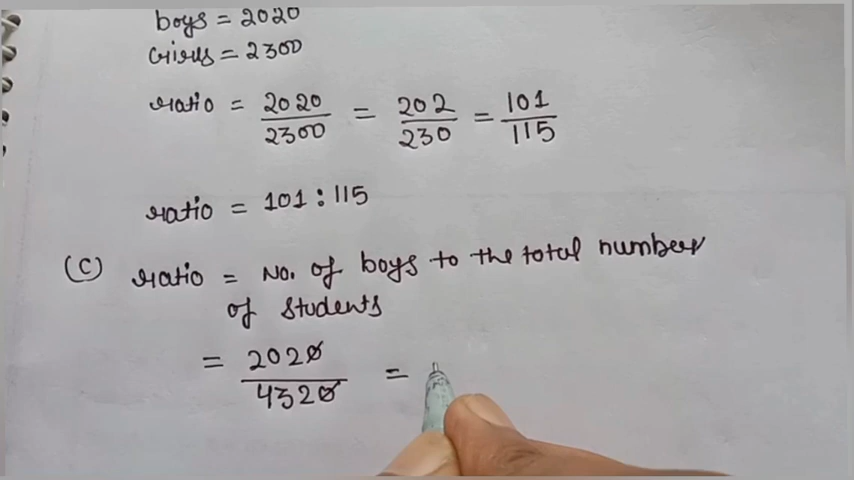 boys = 2020
Girls = 2300
ratio = 2020/2300 = 202/230 = 101/115
ratio = 101 : 115
(C) ratio = No. of boys to the total number
of students
= 2020/4320 =